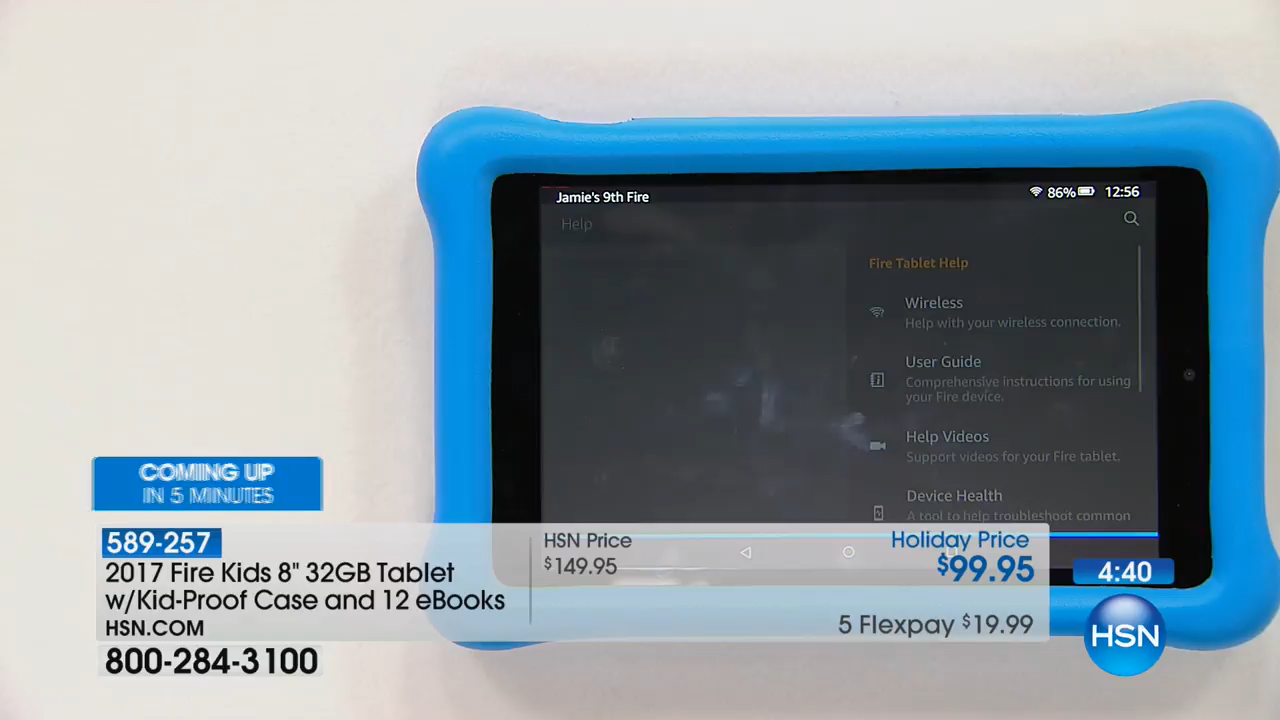 Jamie's 9th Fire
86%
12:56
Help
Fire Tablet Help
Wireless
Help with your wireless connection.
User Guide
Comprehensive instructions for using
your Fire device.
Help Videos
Support videos for your Fire tablet.
Device Health
A tool to help troubleshoot common
COMING UP
IN 5 MINUTES
589-257
2017 Fire Kids 8" 32GB Tablet
w/Kid-Proof Case and 12 eBooks
HSN.COM
800-284-3100
HSN Price
$149.95
Holiday Price
$99.95
5 Flexpay $19.99
4:40
HSN